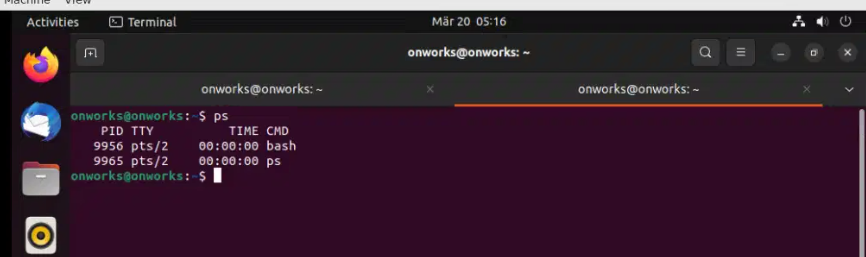 Machine View
Activities Terminal Mär 20 05:16
onworks@onworks: ~
onworks@onworks: ~ onworks@onworks: ~
onworks@onworks:~$ ps
    PID TTY          TIME CMD
   9956 pts/2    00:00:00 bash
   9965 pts/2    00:00:00 ps
onworks@onworks:~$